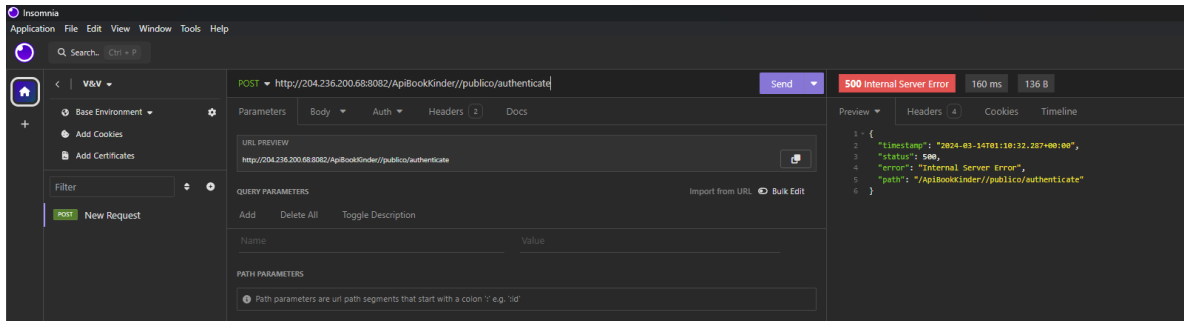 Insomnia
Application File Edit View Window Tools Help
Search.. Ctrl + P
V&V
Base Environment
Add Cookies
Add Certificates
Filter
POST New Request
POST http://204.236.200.68:8082/ApiBookKinder//publico/authenticate Send
Parameters Body Auth Headers 2 Docs
URL PREVIEW
http://204.236.200.68:8082/ApiBookKinder//publico/authenticate
QUERY PARAMETERS Import from URL Bulk Edit
Add Delete All Toggle Description
Name Value
PATH PARAMETERS
Path parameters are url path segments that start with a colon ':' e.g. ':id'
500 Internal Server Error 160 ms 136 B
Preview Headers 4 Cookies Timeline
1 {
2 "timestamp": "2024-03-14T01:10:32.287+00:00",
3 "status": 500,
4 "error": "Internal Server Error",
5 "path": "/ApiBookKinder//publico/authenticate"
6 }